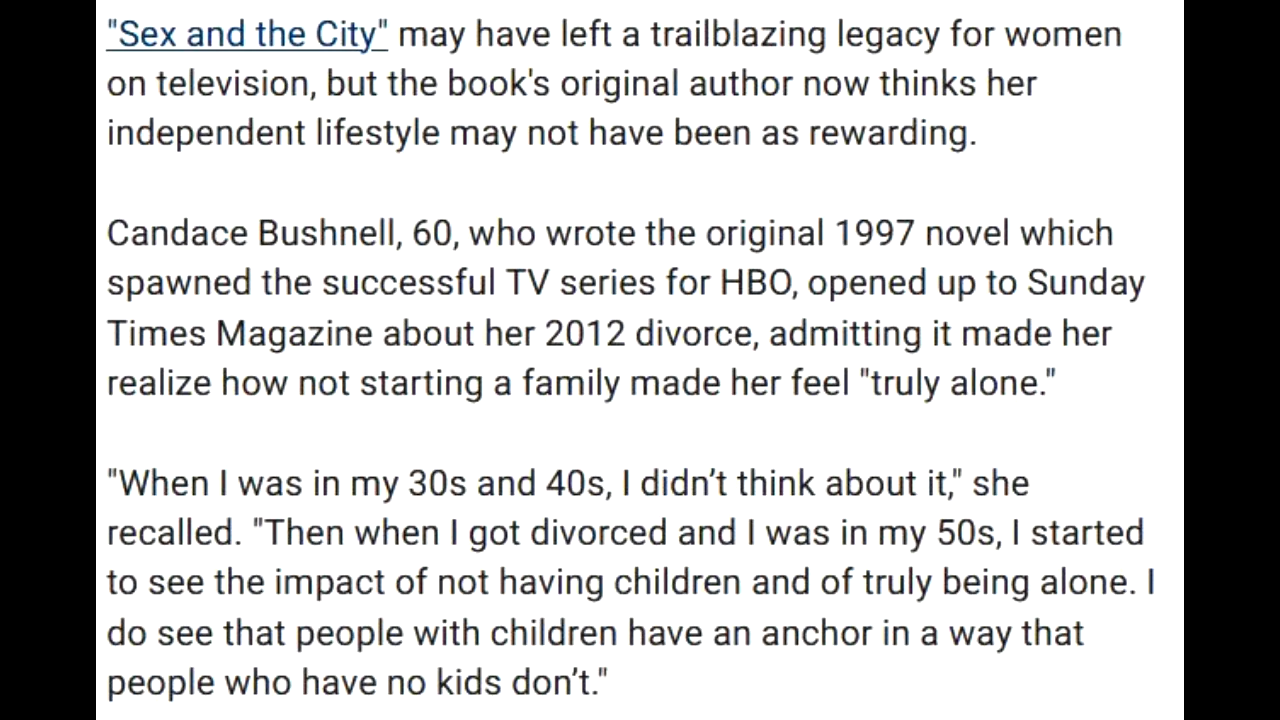 "Sex and the City" may have left a trailblazing legacy for women
on television, but the book's original author now thinks her
independent lifestyle may not have been as rewarding.
Candace Bushnell, 60, who wrote the original 1997 novel which
spawned the successful TV series for HBO, opened up to Sunday
Times Magazine about her 2012 divorce, admitting it made her
realize how not starting a family made her feel "truly alone."
"When I was in my 30s and 40s, I didn’t think about it," she
recalled. "Then when I got divorced and I was in my 50s, I started
to see the impact of not having children and of truly being alone. I
do see that people with children have an anchor in a way that
people who have no kids don’t."